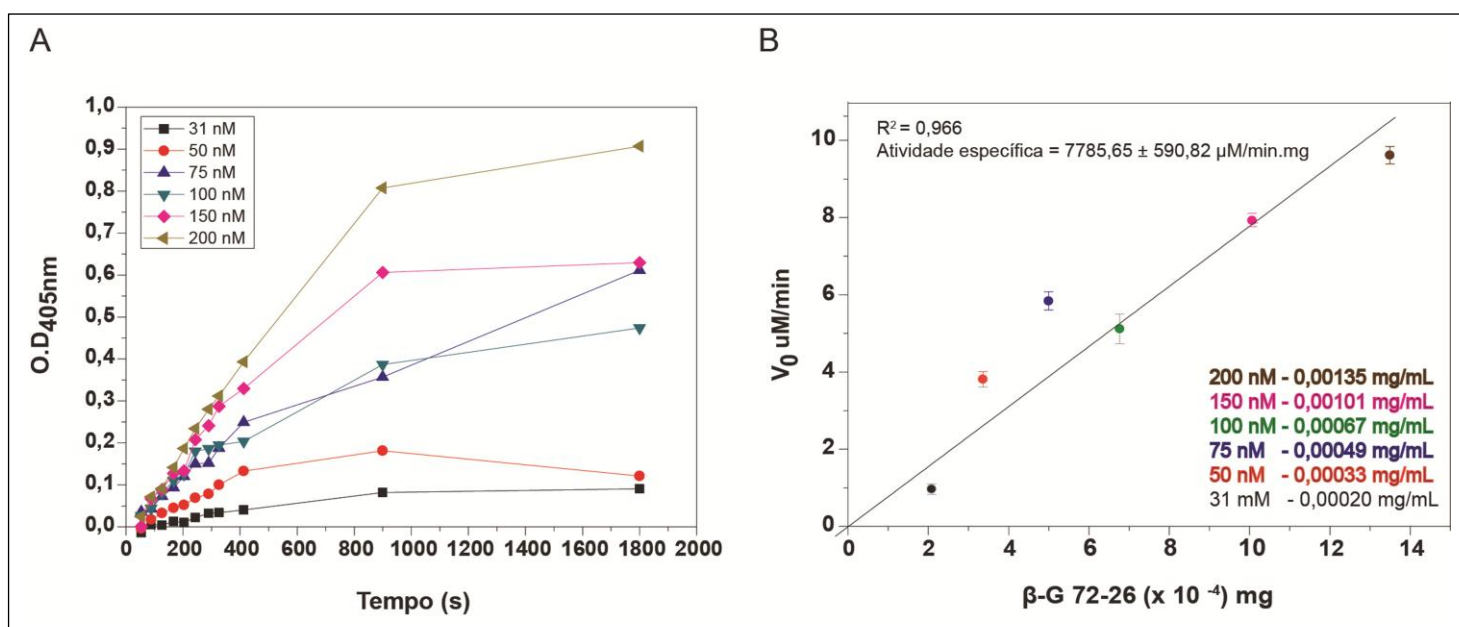 A
O.D405nm
1,0
0,9
0,8
0,7
0,6
0,5
0,4
0,3
0,2
0,1
0,0
31 nM
50 nM
75 nM
100 nM
150 nM
200 nM
0 200 400 600 800 1000 1200 1400 1600 1800 2000
Tempo (s)
B
V0 uM/min
10
8
6
4
2
0
R² = 0,966
Atividade específica = 7785,65 ± 590,82 µM/min.mg
200 nM - 0,00135 mg/mL
150 nM - 0,00101 mg/mL
100 nM - 0,00067 mg/mL
75 nM - 0,00049 mg/mL
50 nM - 0,00033 mg/mL
31 mM - 0,00020 mg/mL
0 2 4 6 8 10 12 14
β-G 72-26 (x 10 -4) mg